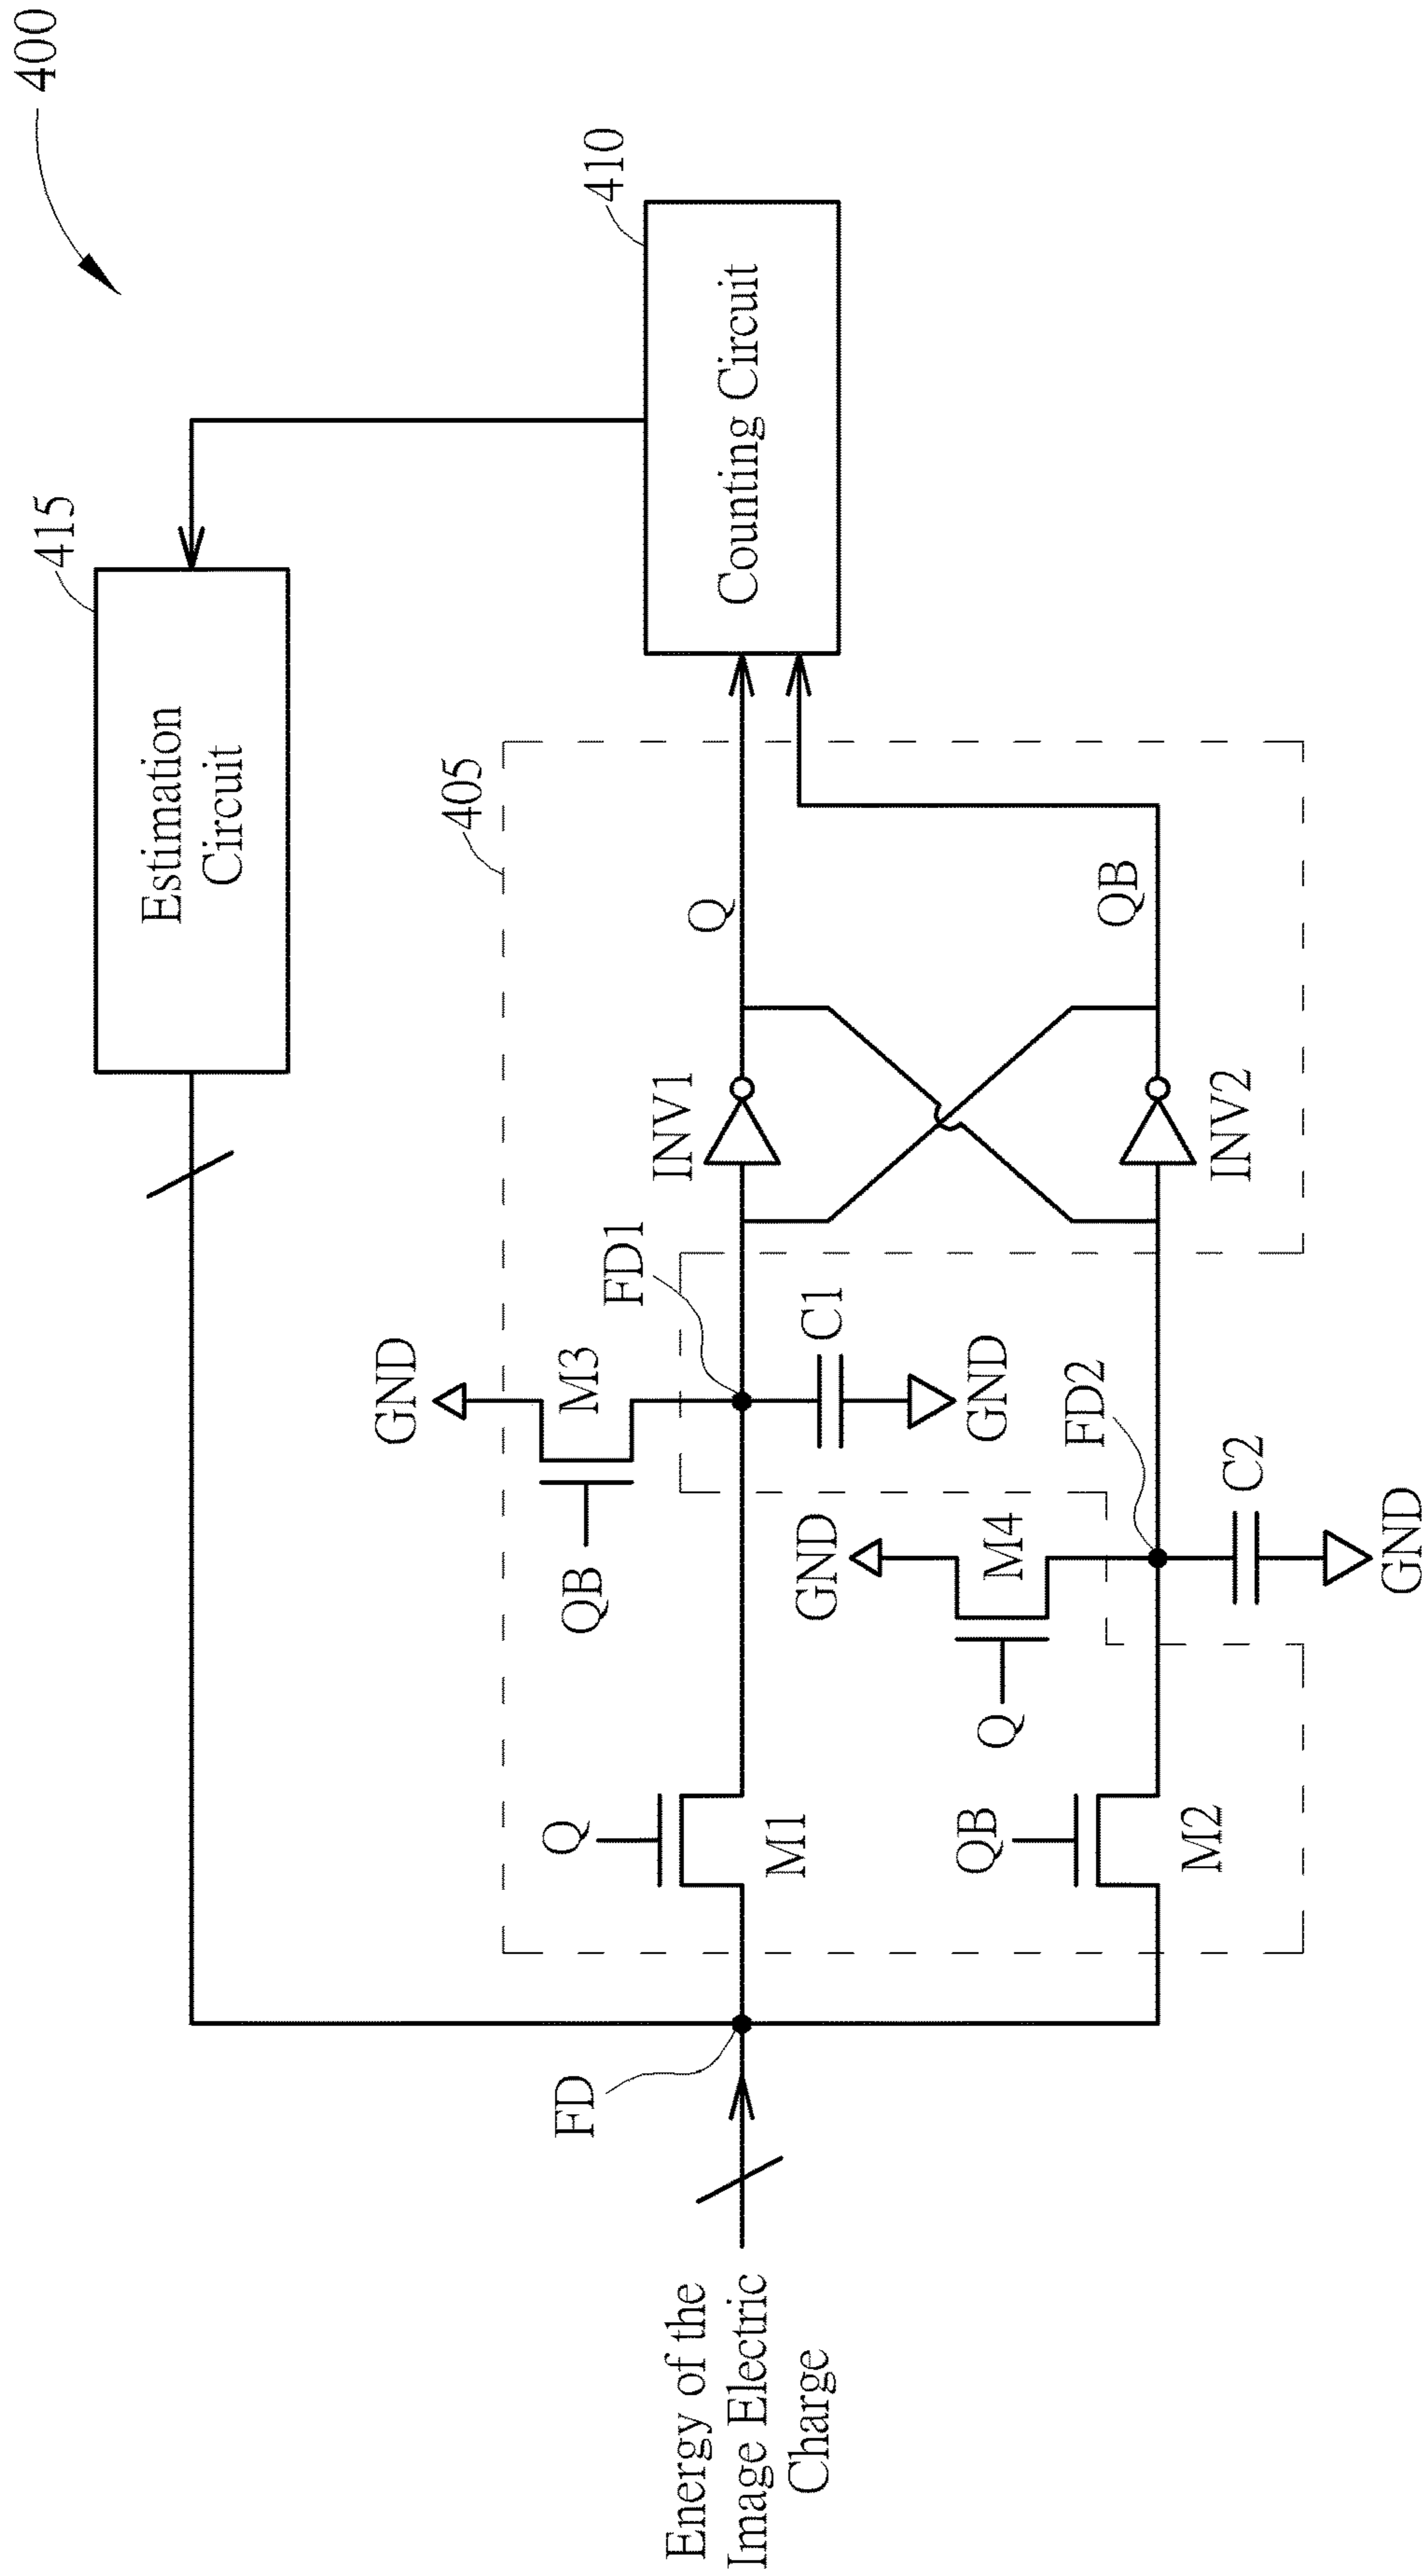 400
415
Estimation
Circuit
410
Counting Circuit
405
GND
M3
QB
FD1
INV1
Q
Q
M1
C1
GND
GND
M4
Q
FD2
INV2
QB
QB
M2
C2
GND
FD
Energy of the
Image Electric
Charge